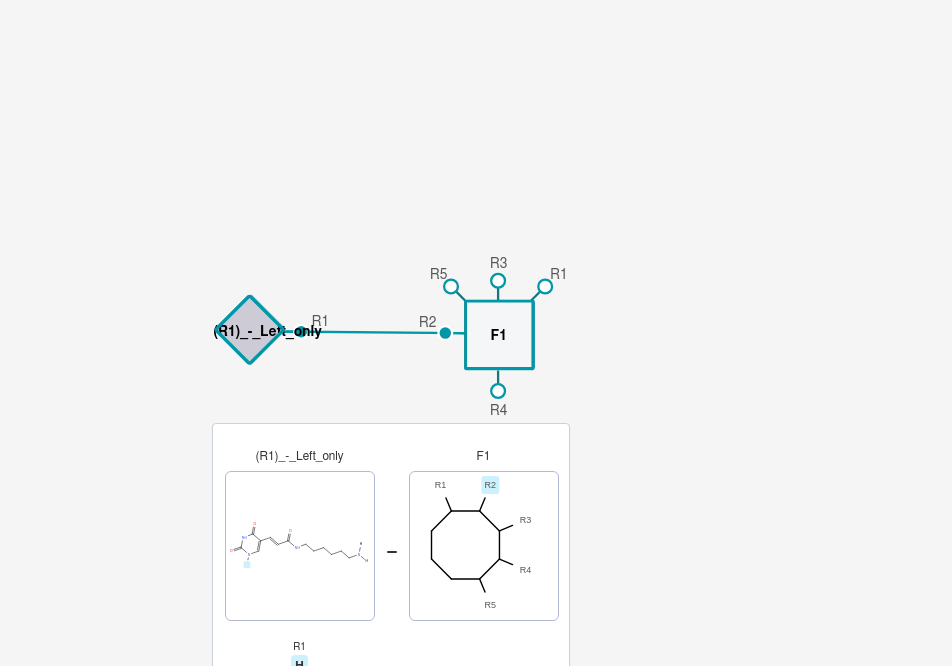 R3
R5
R1
R1
R2
(R1)_-_Left_only
F1
R4
(R1)_-_Left_only
F1
R1
R2
R3
R4
R5
R1
H